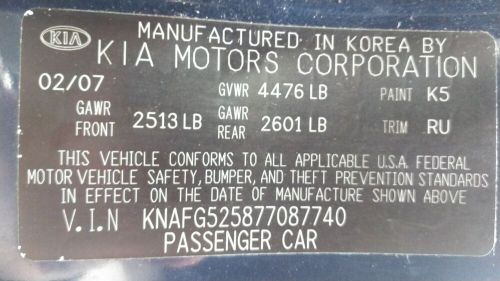 KIA MANUFACTURED IN KOREA BY
KIA MOTORS CORPORATION
02/07 GVWR 4476 LB PAINT K5
GAWR FRONT 2513 LB GAWR REAR 2601 LB TRIM RU
THIS VEHICLE CONFORMS TO ALL APPLICABLE U.S.A. FEDERAL
MOTOR VEHICLE SAFETY, BUMPER, AND THEFT PREVENTION STANDARDS
IN EFFECT ON THE DATE OF MANUFACTURE SHOWN ABOVE
V.I.N KNAFG525877087740
PASSENGER CAR